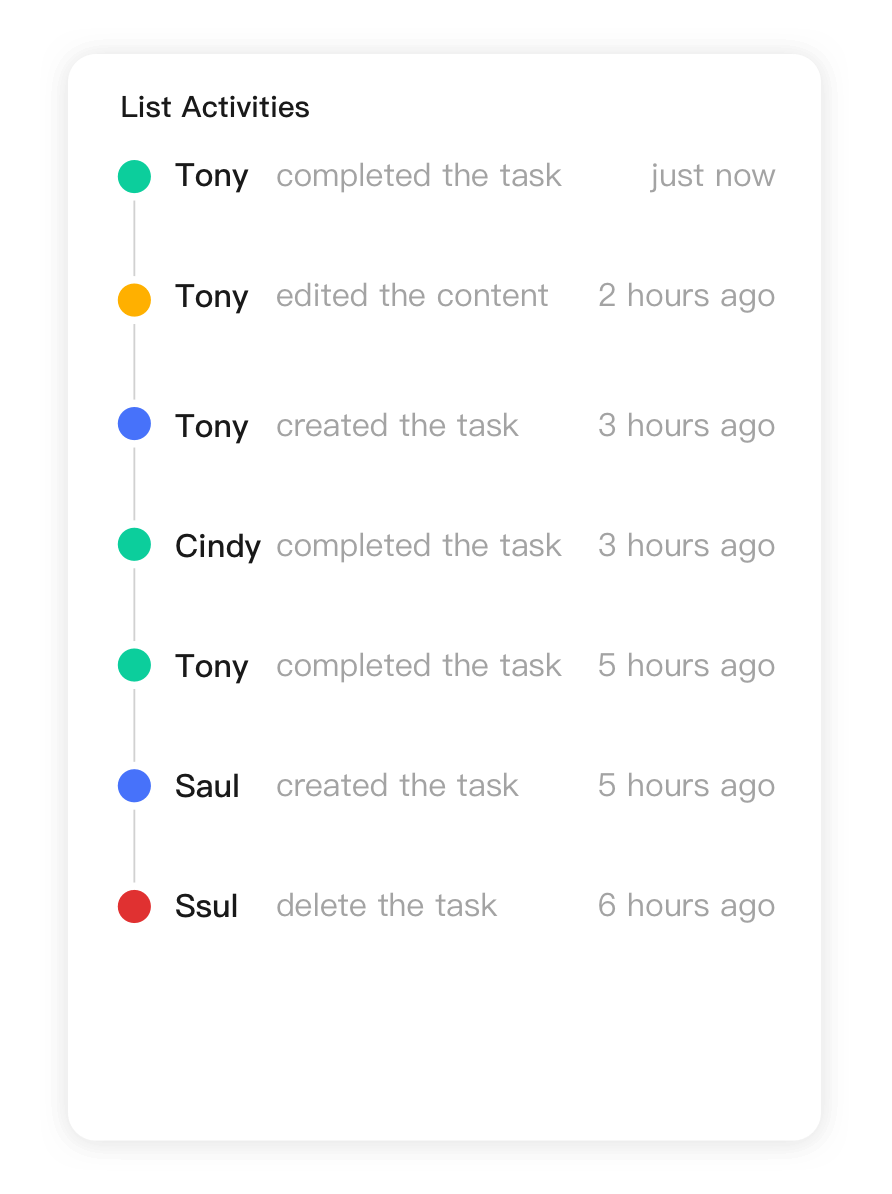 List Activities
Tony completed the task just now
Tony edited the content 2 hours ago
Tony created the task 3 hours ago
Cindy completed the task 3 hours ago
Tony completed the task 5 hours ago
Saul created the task 5 hours ago
Ssul delete the task 6 hours ago